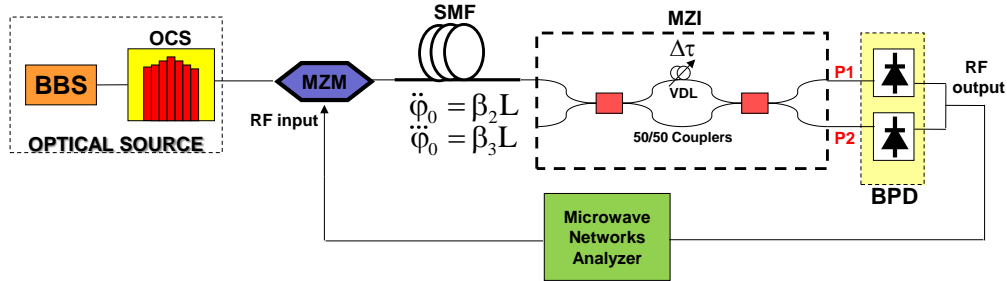 OCS
BBS
OPTICAL SOURCE
MZM
RF input
SMF
φ̈₀ = β₂L
φ⃛₀ = β₃L
MZI
Δτ
VDL
50/50 Couplers
P1
P2
RF
output
BPD
Microwave
Networks
Analyzer